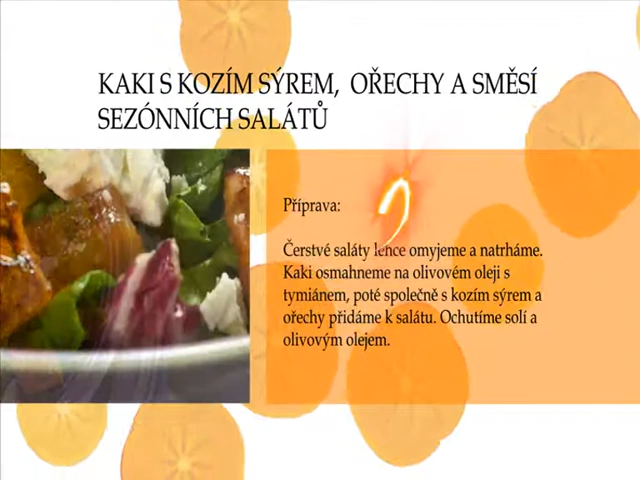 KAKI S KOZÍM SÝREM, OŘECHY A SMĚSÍ
SEZÓNNÍCH SALÁTŮ
Příprava:
Čerstvé saláty lehce omyjeme a natrháme.
Kaki osmahneme na olivovém oleji s
tymiánem, poté společně s kozím sýrem a
ořechy přidáme k salátu. Ochutíme solí a
olivovým olejem.